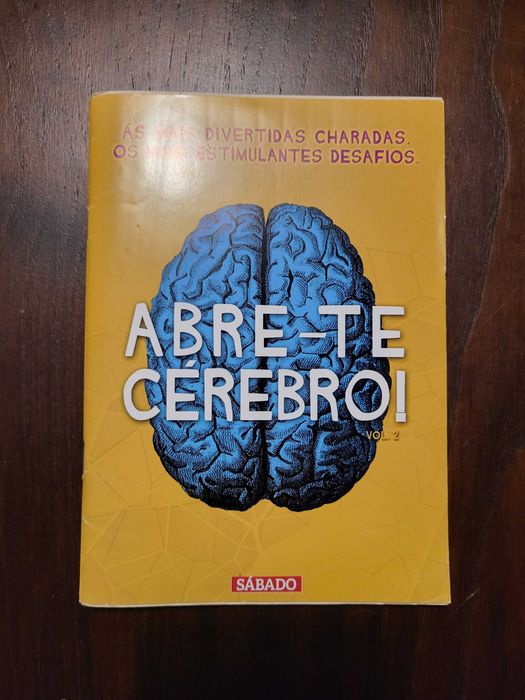 AS MAIS DIVERTIDAS CHARADAS.
OS MAIS ESTIMULANTES DESAFIOS.
ABRE-TE
CÉREBRO!
VOL. 2
SÁBADO